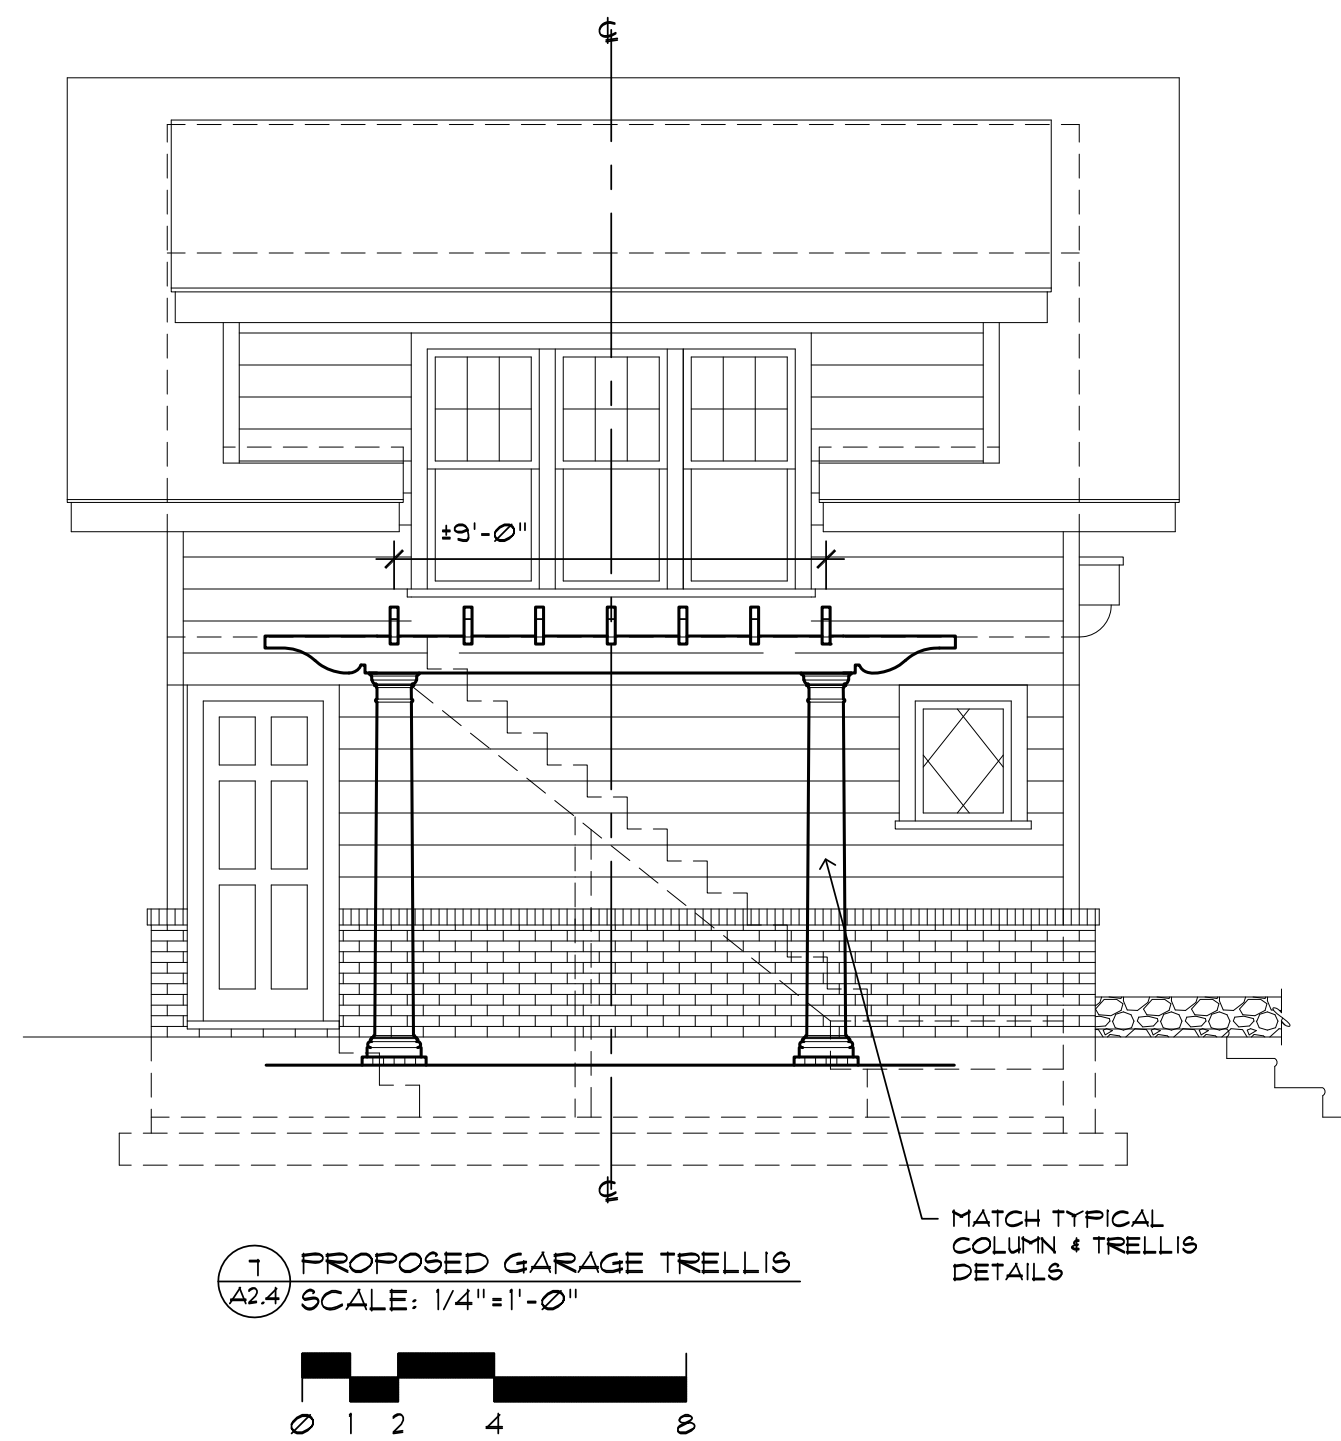 ℄
±9'-0"
℄
MATCH TYPICAL
COLUMN & TRELLIS
DETAILS
7
A2.4
PROPOSED GARAGE TRELLIS
SCALE: 1/4"=1'-0"
0 1 2 4 8